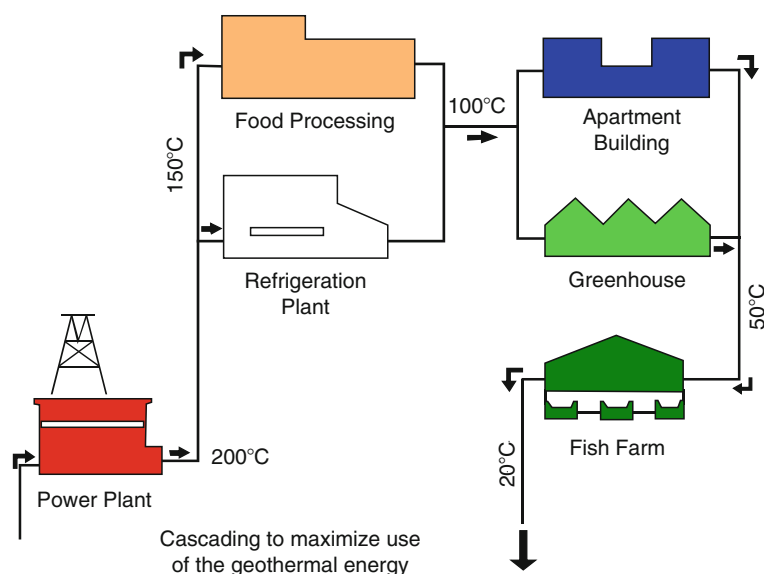 Food Processing
150°C
100°C
Apartment
Building
Refrigeration
Plant
Greenhouse
50°C
200°C
Power Plant
Fish Farm
20°C
Cascading to maximize use
of the geothermal energy